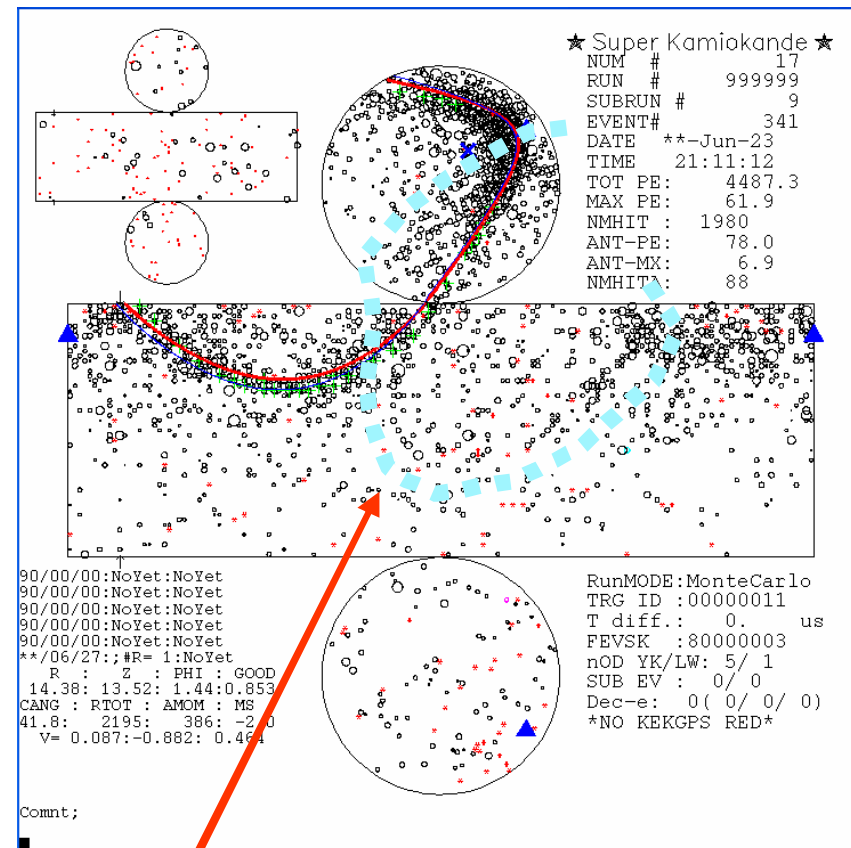 ★ Super Kamiokande ★
NUM # 17
RUN # 999999
SUBRUN # 9
EVENT# 341
DATE **-Jun-23
TIME 21:11:12
TOT PE: 4487.3
MAX PE: 61.9
NMHIT : 1980
ANT-PE: 78.0
ANT-MX: 6.9
NMHITA: 88
90/00/00:NoYet:NoYet
90/00/00:NoYet:NoYet
90/00/00:NoYet:NoYet
90/00/00:NoYet:NoYet
90/00/00:NoYet:NoYet
**/06/27:;#R= 1:NoYet
R : Z : PHI : GOOD
14.38: 13.52: 1.44:0.853
CANG : RTOT : AMOM : MS
41.8: 2195: 386:
V= 0.087:-0.882:
Comnt;
RunMODE:MonteCarlo
TRG ID :00000011
T diff.: 0. us
FEVSK :80000003
nOD YK/LW: 5/ 1
SUB EV : 0/ 0
Dec-e: 0( 0/ 0/ 0)
*NO KEKGPS RED*